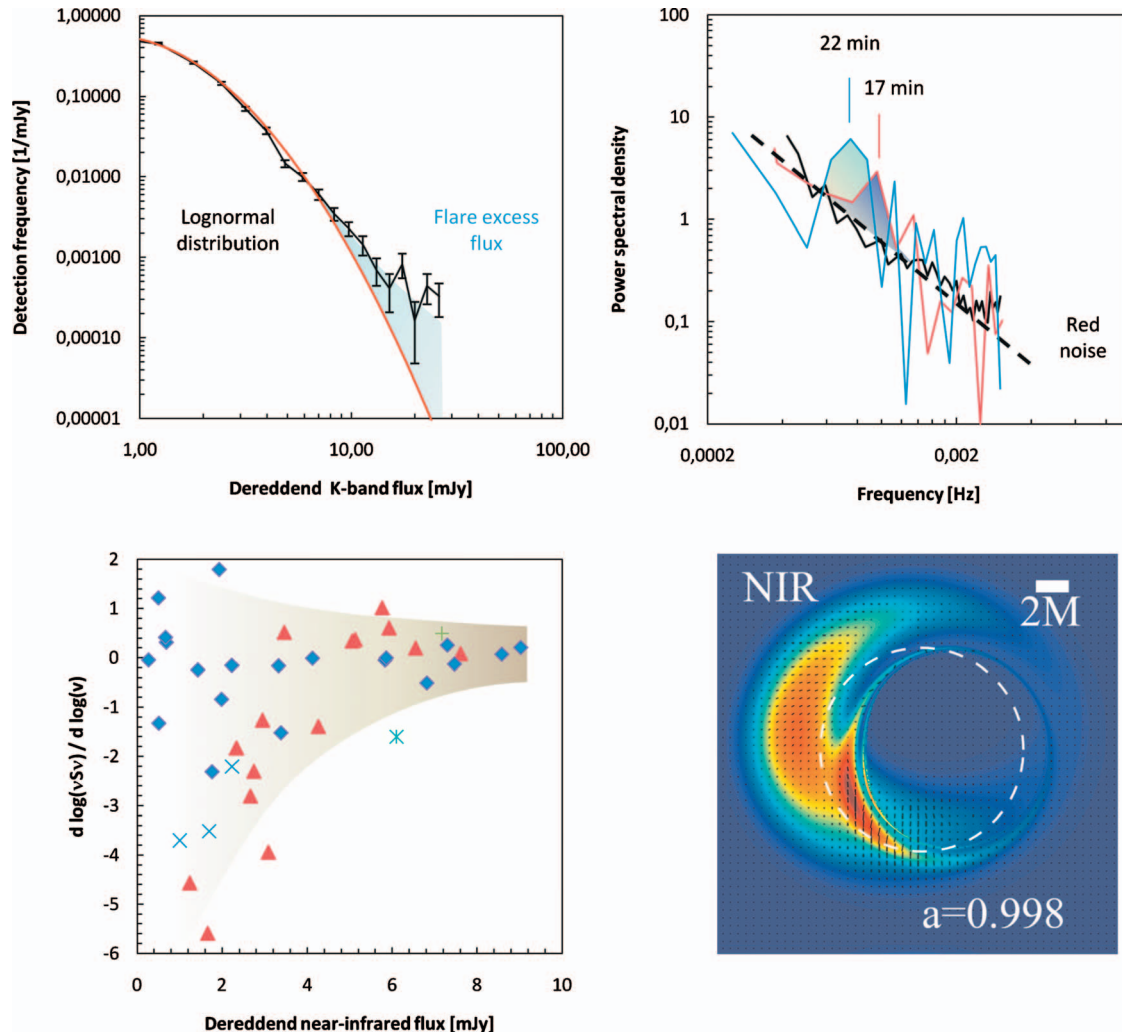 1,00000
0,10000
0,01000
0,00100
0,00010
0,00001
Detection frequency [1/mJy]
Lognormal
distribution
Flare excess
flux
1,00
10,00
100,00
Dereddend K-band flux [mJy]
22 min
17 min
100
10
1
0,1
0,01
Power spectral density
Red
noise
0,0002
0,002
Frequency [Hz]
2
1
0
-1
-2
-3
-4
-5
-6
d log(νSν) / d log(ν)
0
2
4
6
8
10
Dereddend near-infrared flux [mJy]
NIR
2M
a=0.998